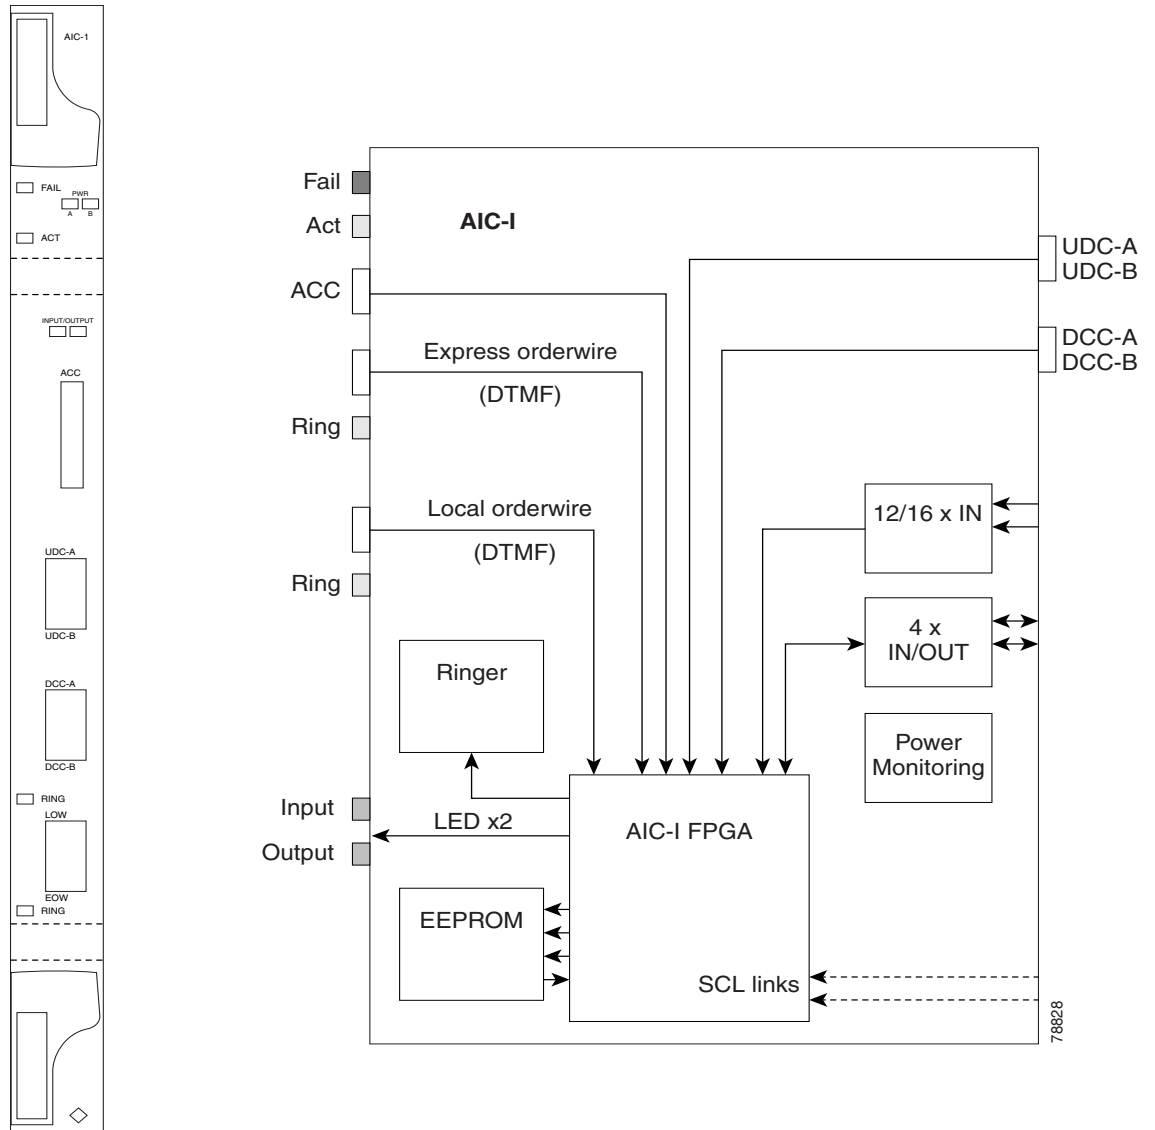 AIC-1
FAIL
PWR
A B
ACT
INPUT/OUTPUT
ACC
UDC-A
UDC-B
DCC-A
DCC-B
RING
LOW
EOW
RING
Fail
Act
AIC-I
ACC
Express orderwire
(DTMF)
Ring
Local orderwire
(DTMF)
Ring
UDC-A
UDC-B
DCC-A
DCC-B
12/16 x IN
4 x
IN/OUT
Ringer
Power
Monitoring
Input
LED x2
Output
AIC-I FPGA
EEPROM
SCL links
78828